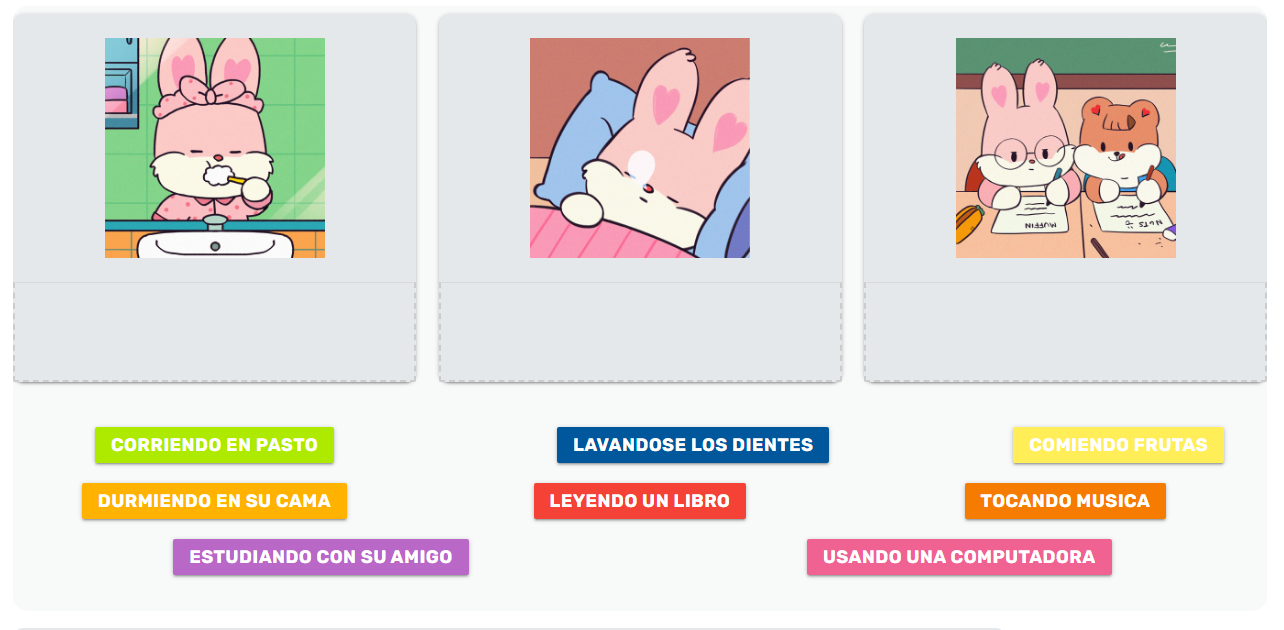 MUFFIN
NUTS
CORRIENDO EN PASTO
LAVANDOSE LOS DIENTES
COMIENDO FRUTAS
DURMIENDO EN SU CAMA
LEYENDO UN LIBRO
TOCANDO MUSICA
ESTUDIANDO CON SU AMIGO
USANDO UNA COMPUTADORA